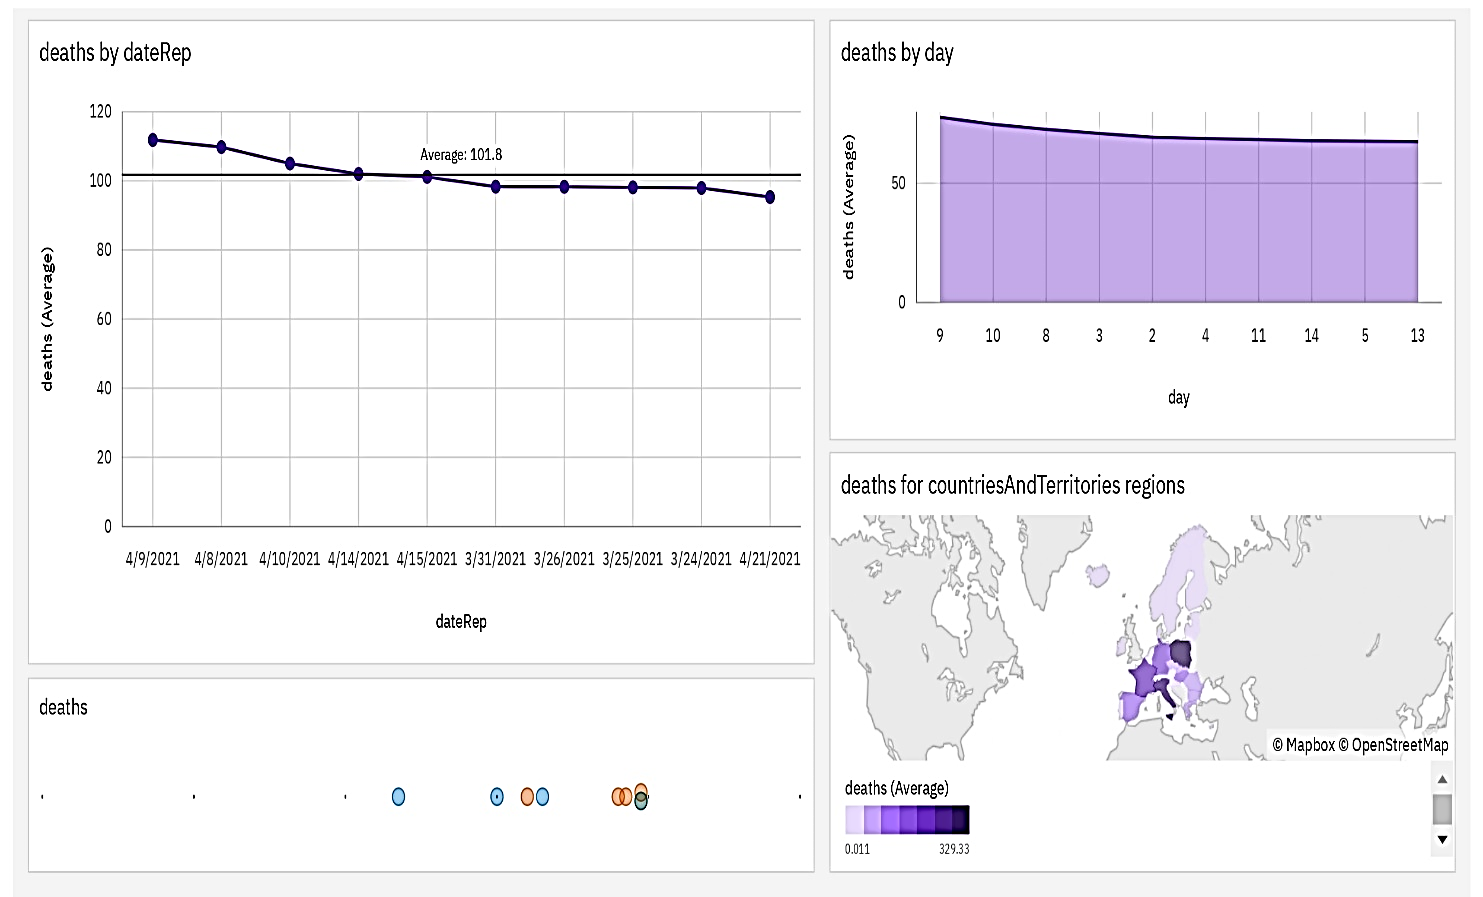 deaths by dateRep
120
100
80
60
40
20
0
deaths (Average)
Average: 101.8
4/9/2021 4/8/2021 4/10/2021 4/14/2021 4/15/2021 3/31/2021 3/26/2021 3/25/2021 3/24/2021 4/21/2021
dateRep
deaths by day
50
0
deaths (Average)
9 10 8 3 2 4 11 14 5 13
day
deaths
deaths for countriesAndTerritories regions
© Mapbox © OpenStreetMap
deaths (Average)
0.011 329.33